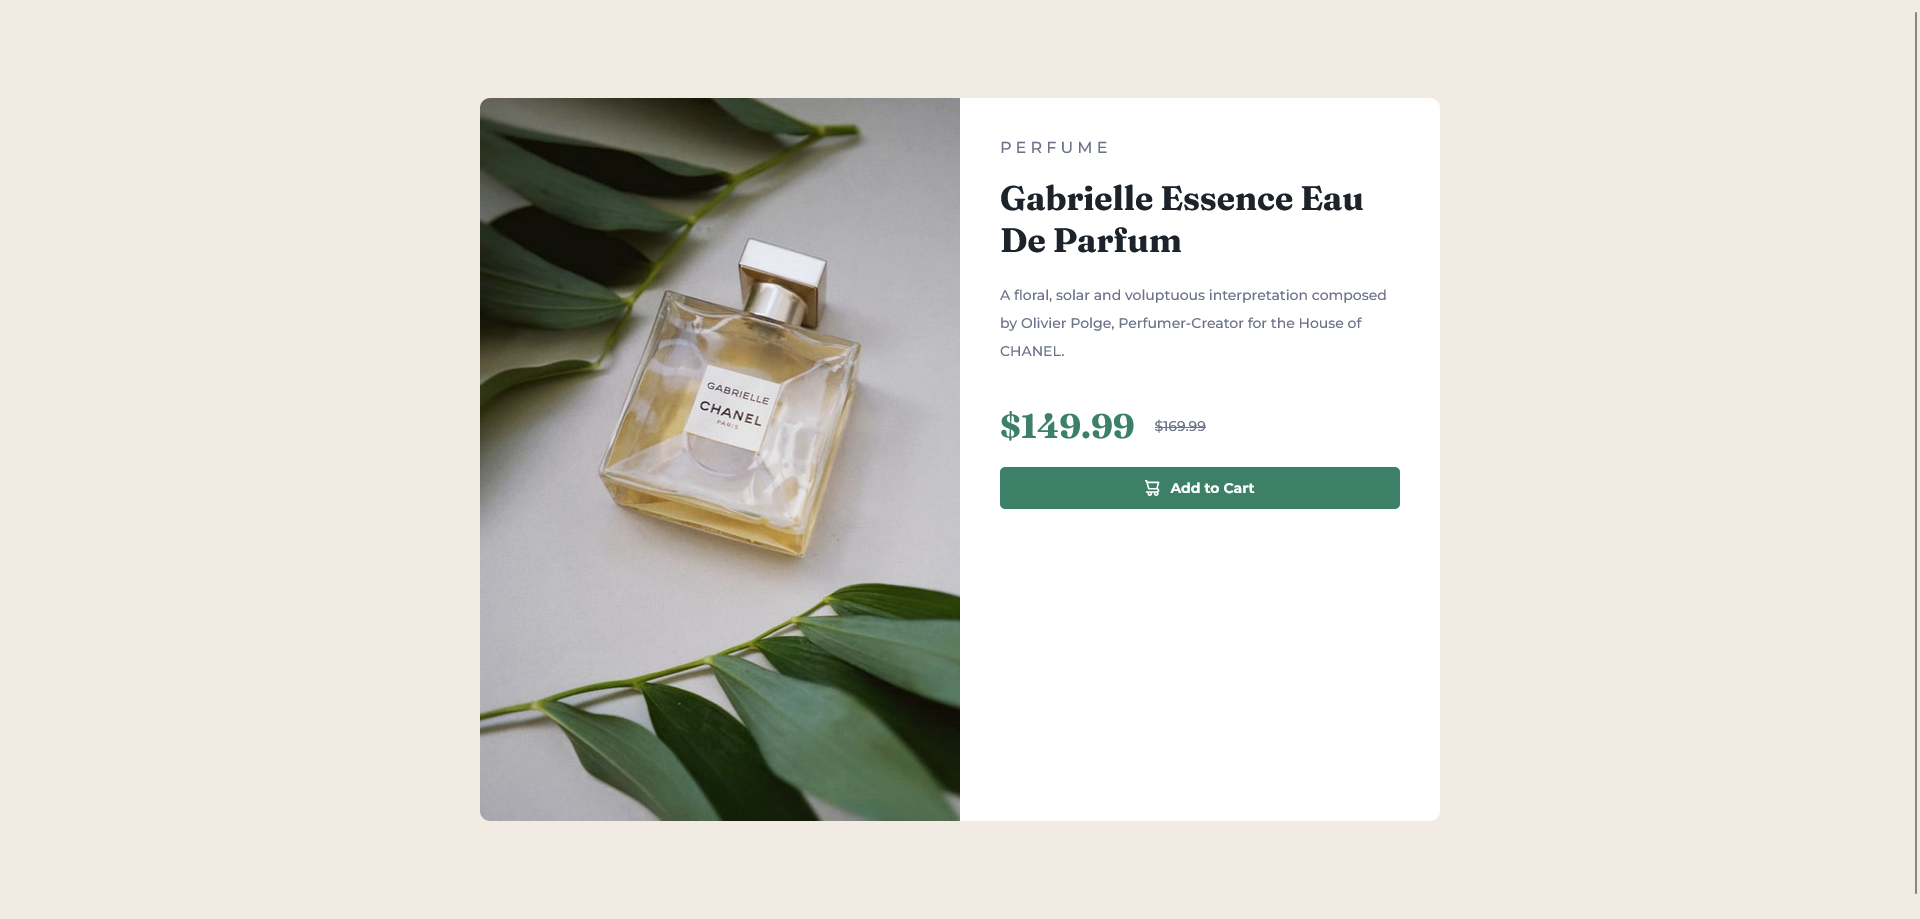 GABRIELLE
CHANEL
PARIS
PERFUME
Gabrielle Essence Eau
De Parfum
A floral, solar and voluptuous interpretation composed
by Olivier Polge, Perfumer-Creator for the House of
CHANEL.
$149.99 $169.99
Add to Cart